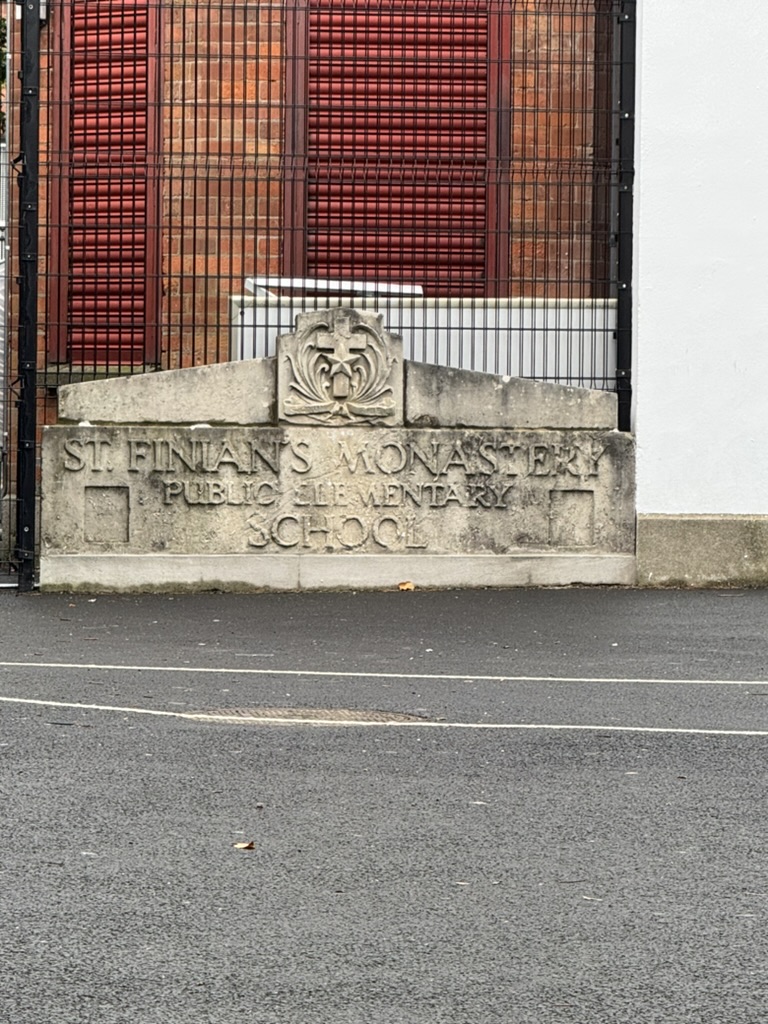 ST. FINIAN'S MONASTERY
PUBLIC ELEMENTARY
SCHOOL